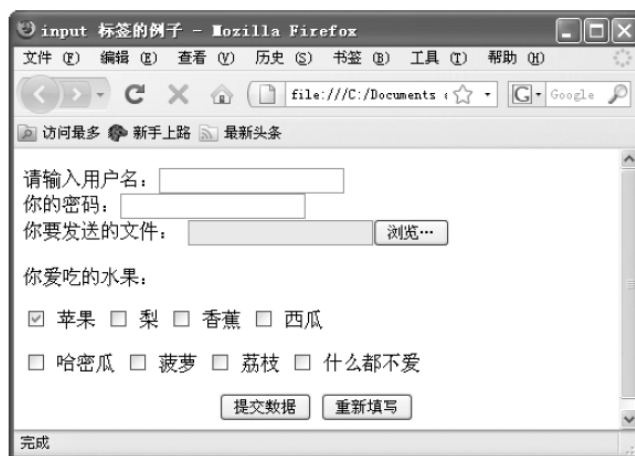 input 标签的例子 - Mozilla Firefox
文件 (F) 编辑 (E) 查看 (V) 历史 (S) 书签 (B) 工具 (T) 帮助 (H)
file:///C:/Documents G Google
访问最多 新手上路 最新头条
请输入用户名：
你的密码：
你要发送的文件： 浏览…
你爱吃的水果：
苹果 梨 香蕉 西瓜
哈密瓜 菠萝 荔枝 什么都不爱
提交数据 重新填写
完成